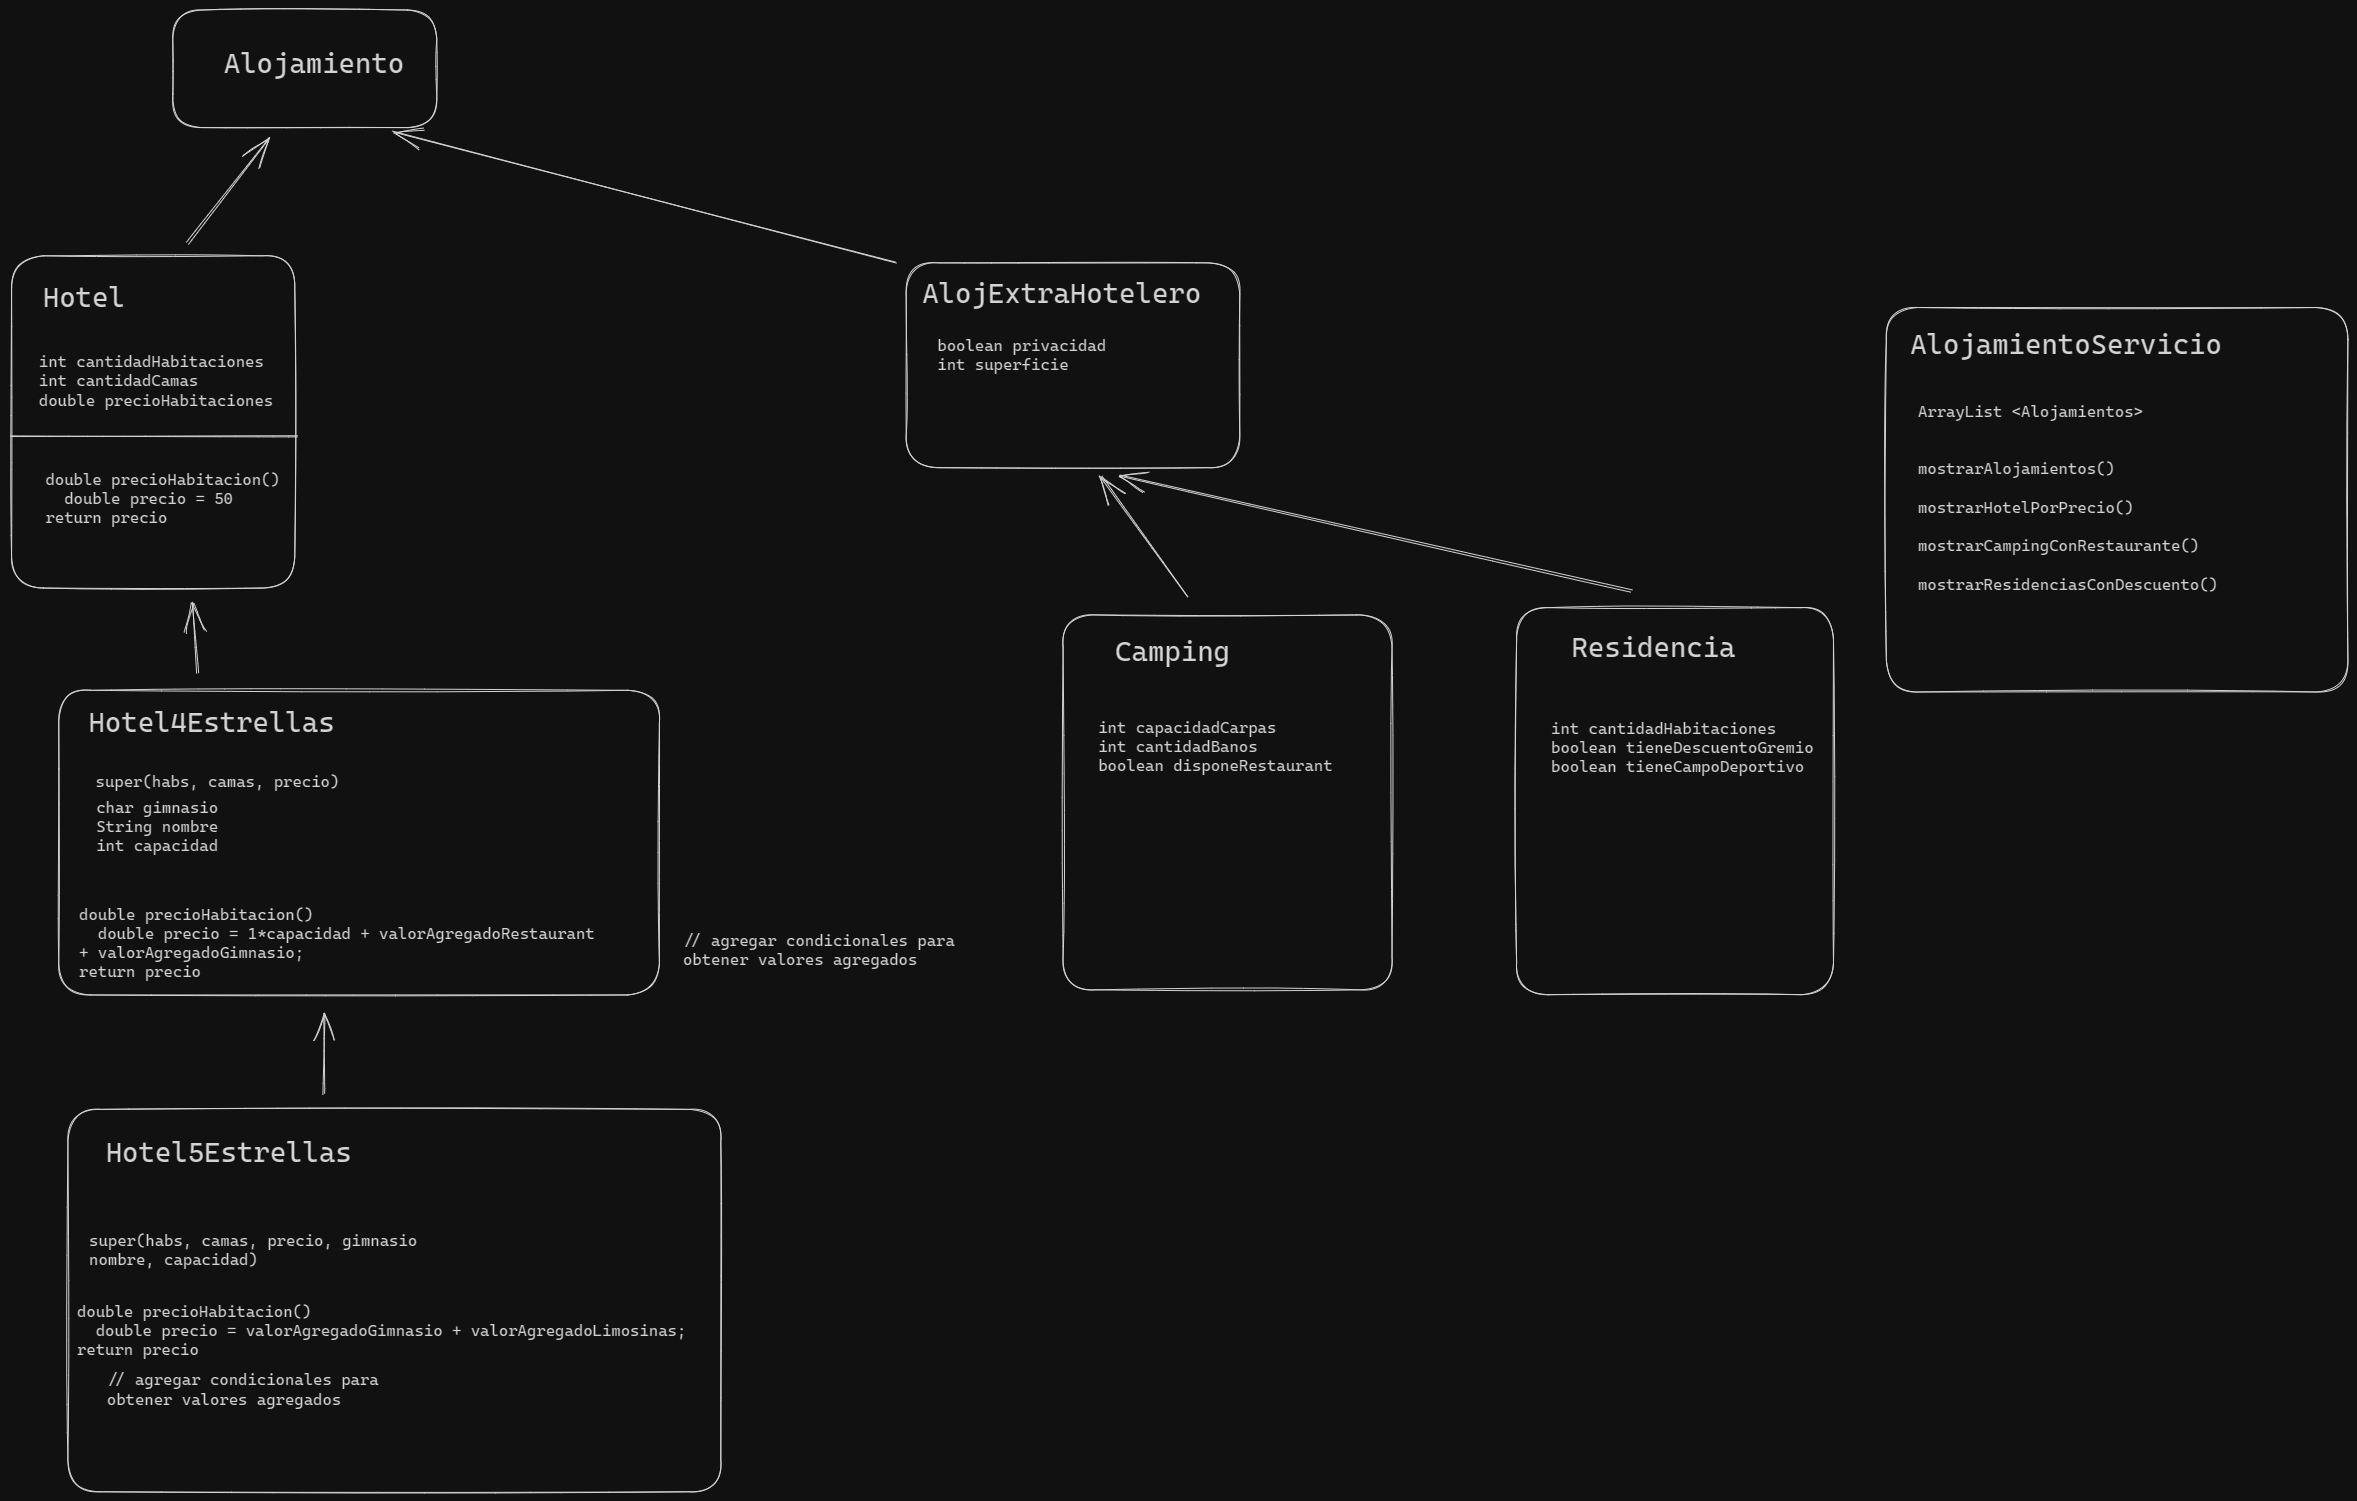 Alojamiento
Hotel
int cantidadHabitaciones
int cantidadCamas
double precioHabitaciones
double precioHabitacion()
  double precio = 50
return precio
AlojExtraHotelero
boolean privacidad
int superficie
AlojamientoServicio
ArrayList <Alojamientos>
mostrarAlojamientos()
mostrarHotelPorPrecio()
mostrarCampingConRestaurante()
mostrarResidenciasConDescuento()
Hotel4Estrellas
super(habs, camas, precio)
char gimnasio
String nombre
int capacidad
double precioHabitacion()
  double precio = 1*capacidad + valorAgregadoRestaurant
+ valorAgregadoGimnasio;
return precio
// agregar condicionales para
obtener valores agregados
Camping
int capacidadCarpas
int cantidadBanos
boolean disponeRestaurant
Residencia
int cantidadHabitaciones
boolean tieneDescuentoGremio
boolean tieneCampoDeportivo
Hotel5Estrellas
super(habs, camas, precio, gimnasio
nombre, capacidad)
double precioHabitacion()
  double precio = valorAgregadoGimnasio + valorAgregadoLimosinas;
return precio
// agregar condicionales para
obtener valores agregados